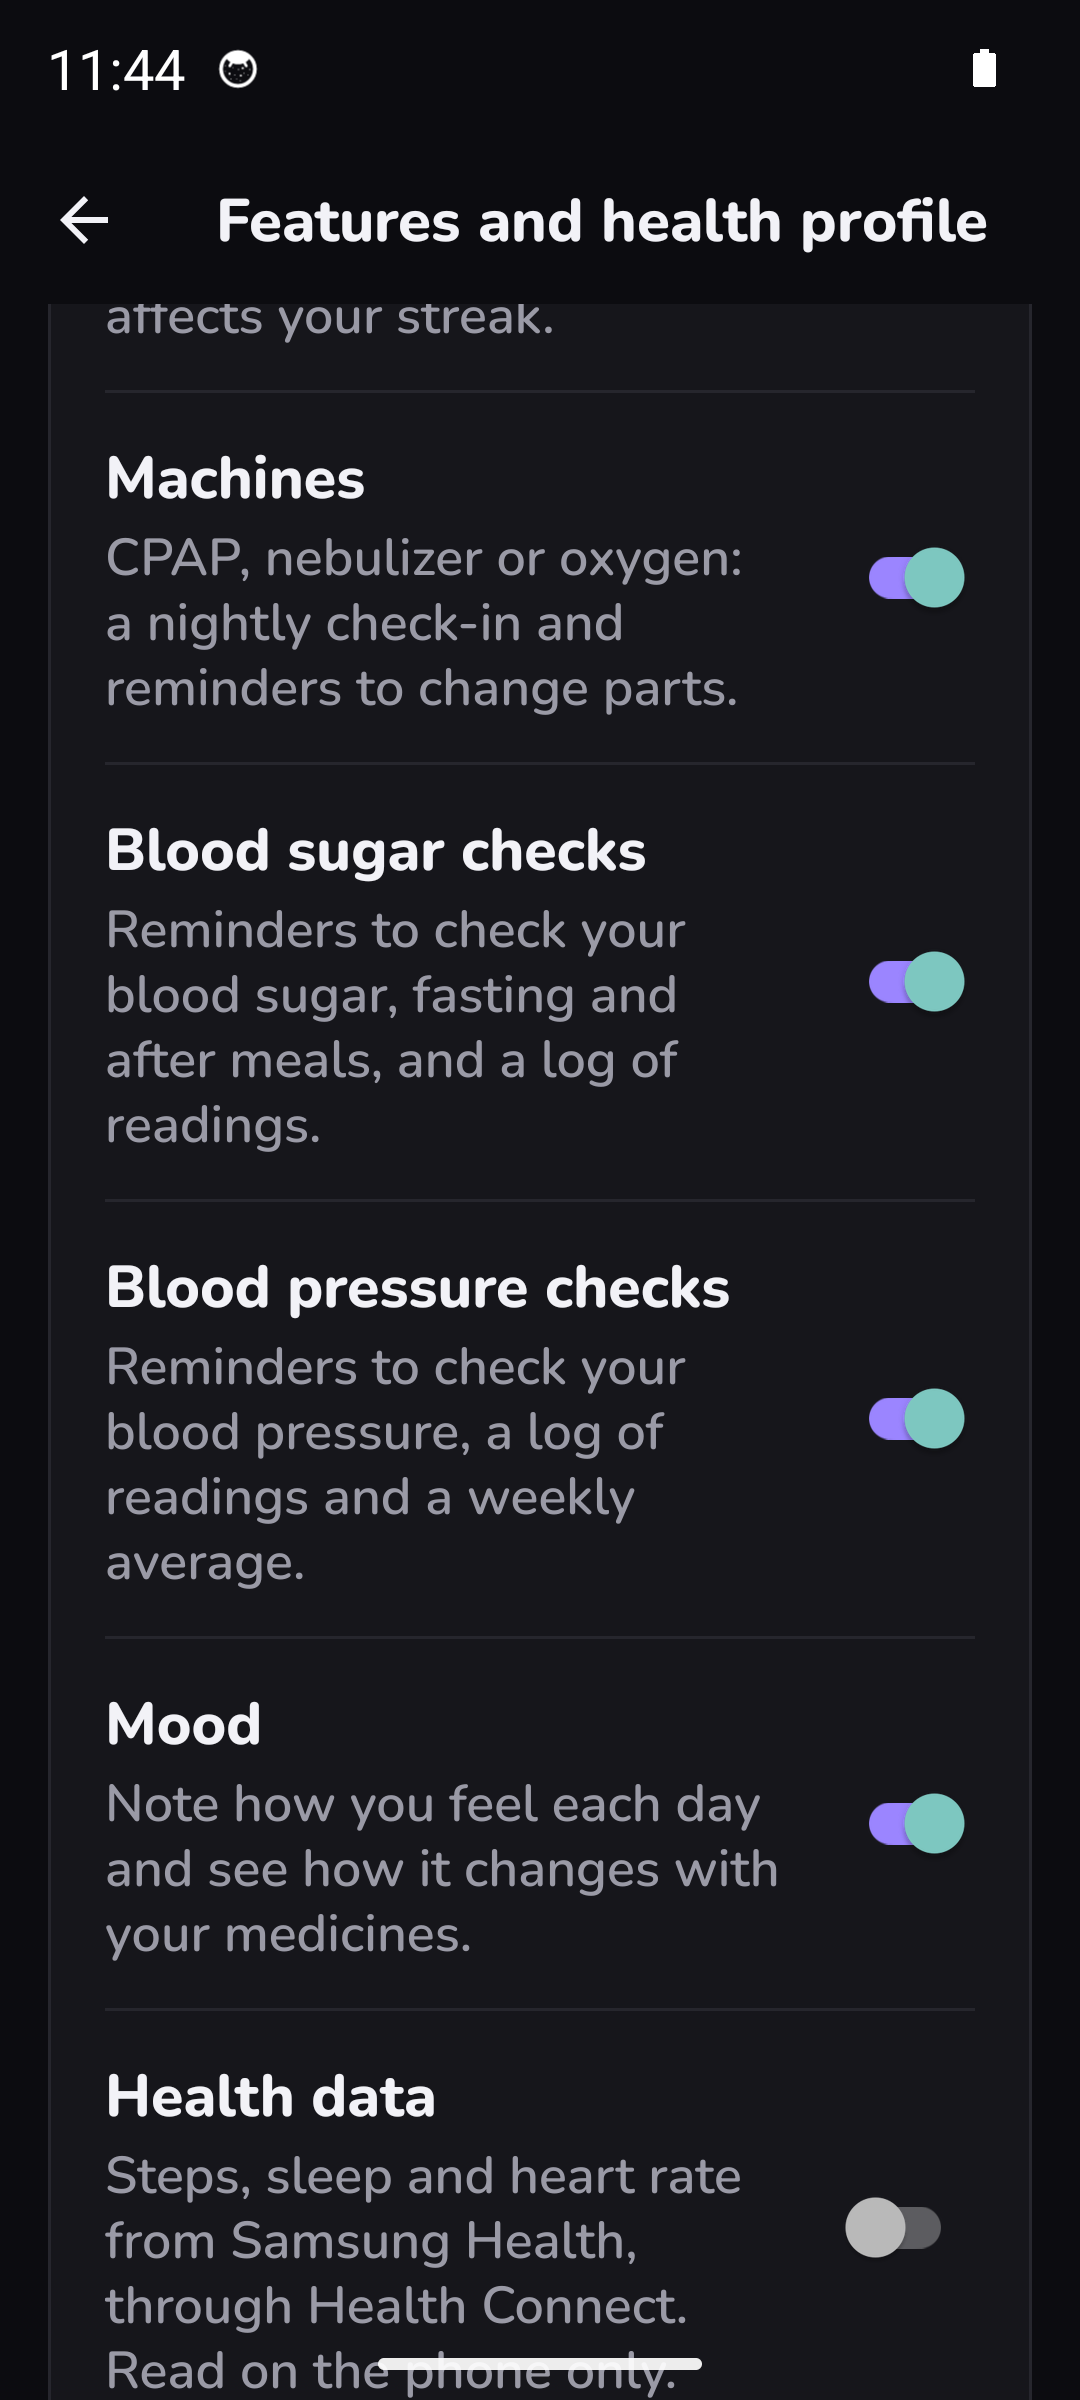 11:44
Features and health profile
affects your streak.
Machines
CPAP, nebulizer or oxygen:
a nightly check-in and
reminders to change parts.
Blood sugar checks
Reminders to check your
blood sugar, fasting and
after meals, and a log of
readings.
Blood pressure checks
Reminders to check your
blood pressure, a log of
readings and a weekly
average.
Mood
Note how you feel each day
and see how it changes with
your medicines.
Health data
Steps, sleep and heart rate
from Samsung Health,
through Health Connect.
Read on the phone only.